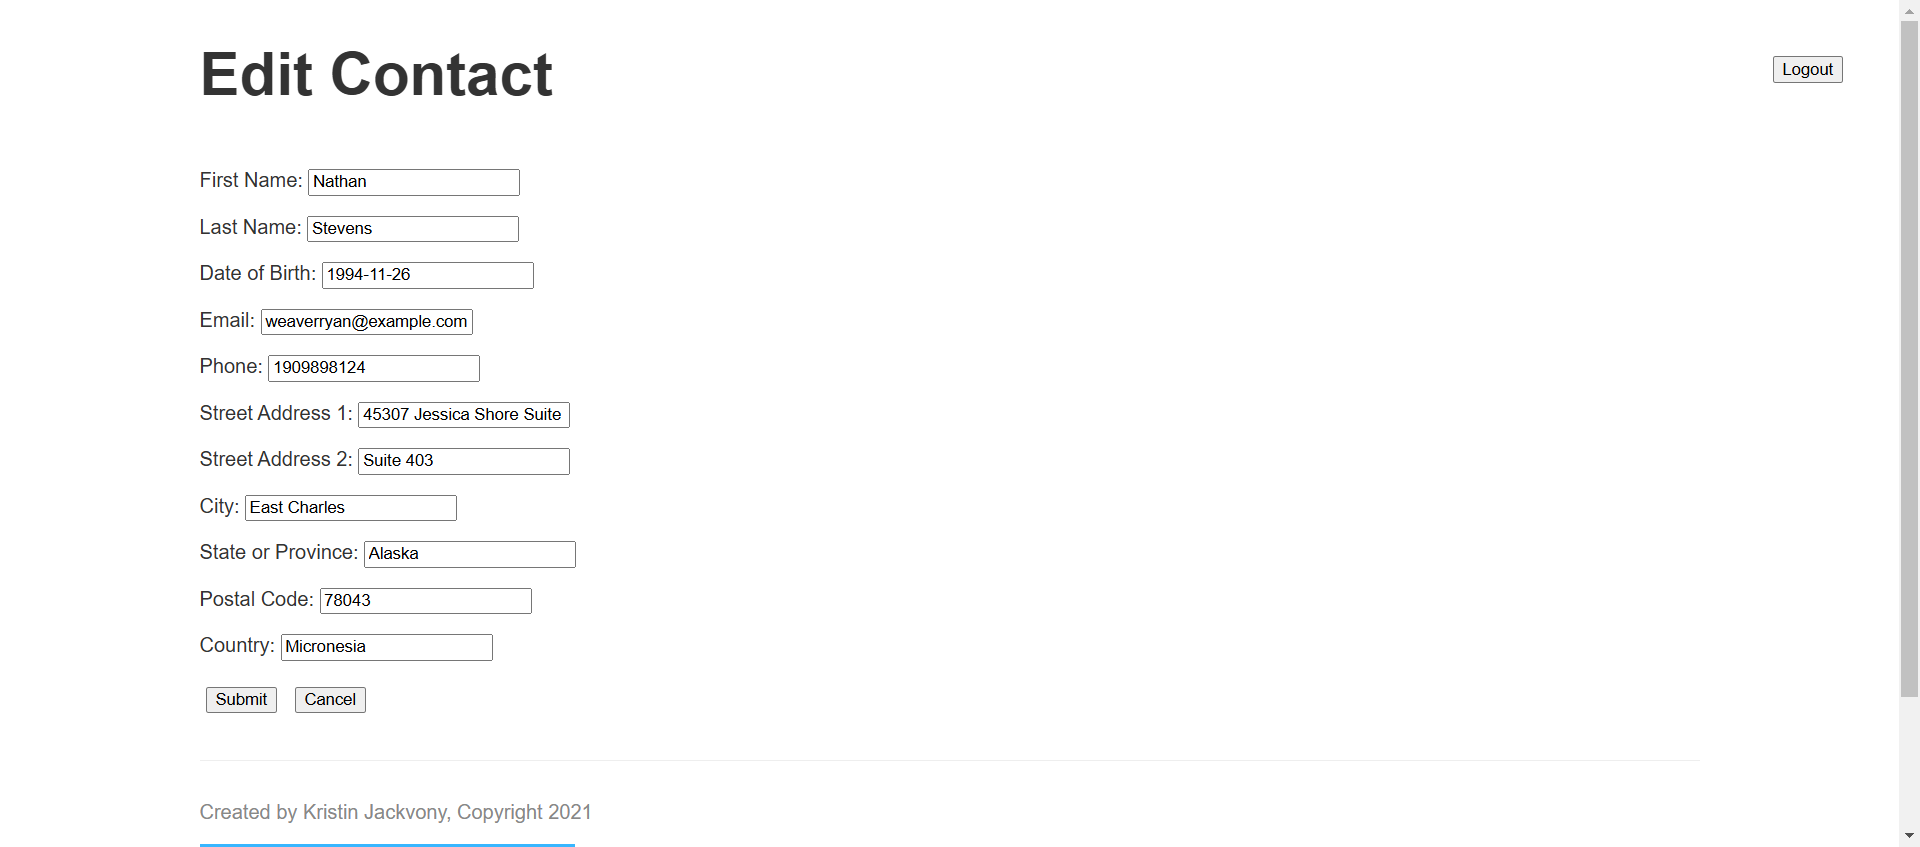 Edit Contact
Logout
First Name: Nathan
Last Name: Stevens
Date of Birth: 1994-11-26
Email: weaverryan@example.com
Phone: 1909898124
Street Address 1: 45307 Jessica Shore Suite
Street Address 2: Suite 403
City: East Charles
State or Province: Alaska
Postal Code: 78043
Country: Micronesia
Submit Cancel
Created by Kristin Jackvony, Copyright 2021